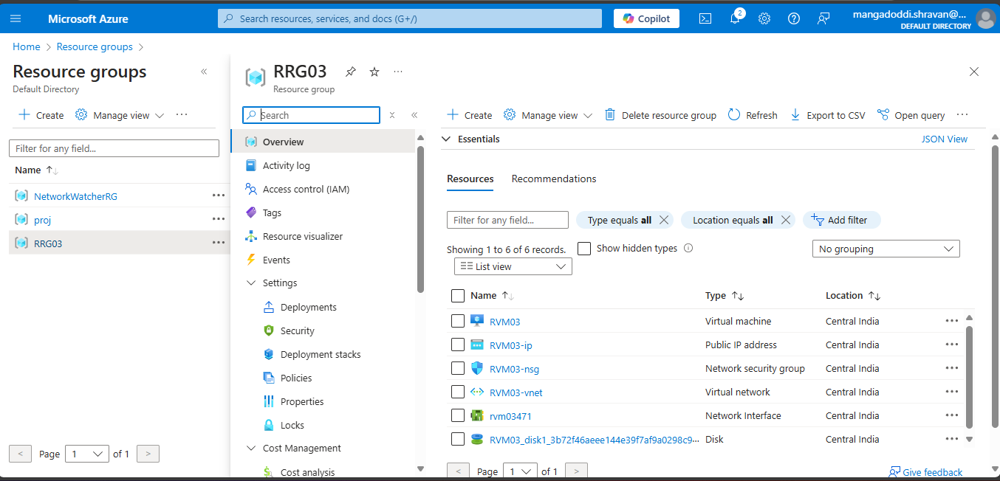 Microsoft Azure
Search resources, services, and docs (G+/)
Copilot
2
mangadoddi.shravan@...
DEFAULT DIRECTORY
Home > Resource groups >
Resource groups
Default Directory
Create
Manage view
Filter for any field...
Name
NetworkWatcherRG
proj
RRG03
< Page 1 of 1 >
RRG03
Resource group
Search
Overview
Activity log
Access control (IAM)
Tags
Resource visualizer
Events
Settings
Deployments
Security
Deployment stacks
Policies
Properties
Locks
Cost Management
Cost analysis
Create Manage view Delete resource group Refresh Export to CSV Open query
Essentials JSON View
Resources Recommendations
Filter for any field... Type equals all Location equals all Add filter
Showing 1 to 6 of 6 records. Show hidden types No grouping
List view
Name Type Location
RVM03 Virtual machine Central India
RVM03-ip Public IP address Central India
RVM03-nsg Network security group Central India
RVM03-vnet Virtual network Central India
rvm03471 Network Interface Central India
RVM03_disk1_3b72f46aeee144e39f7af9a0298c9... Disk Central India
< Page 1 of 1 > Give feedback